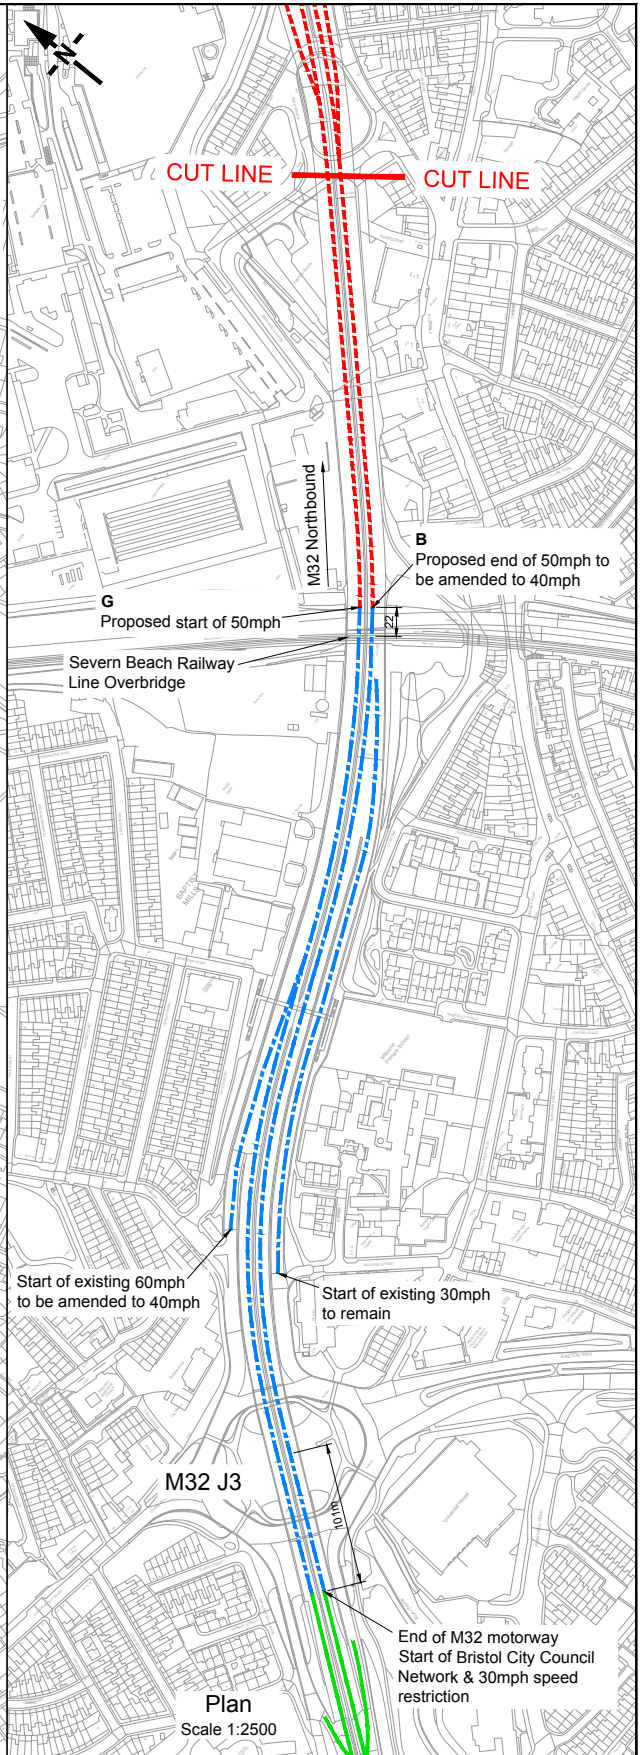 N
CUT LINE
CUT LINE
M32 Northbound
B
Proposed end of 50mph to
be amended to 40mph
G
Proposed start of 50mph
22
Severn Beach Railway
Line Overbridge
BAPTIST
MILLS
Start of existing 60mph
to be amended to 40mph
Start of existing 30mph
to remain
M32 J3
101m
End of M32 motorway
Start of Bristol City Council
Network & 30mph speed
restriction
Plan
Scale 1:2500